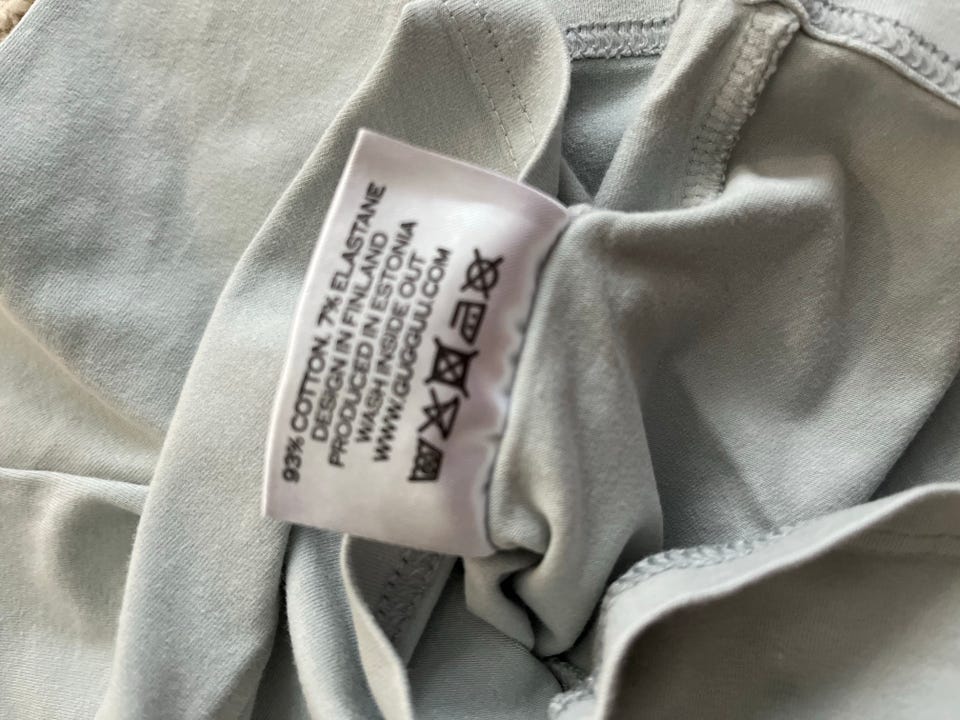 93% COTTON, 7% ELASTANE
DESIGN IN FINLAND
PRODUCED IN ESTONIA
WASH INSIDE OUT
WWW.GUGGUU.COM